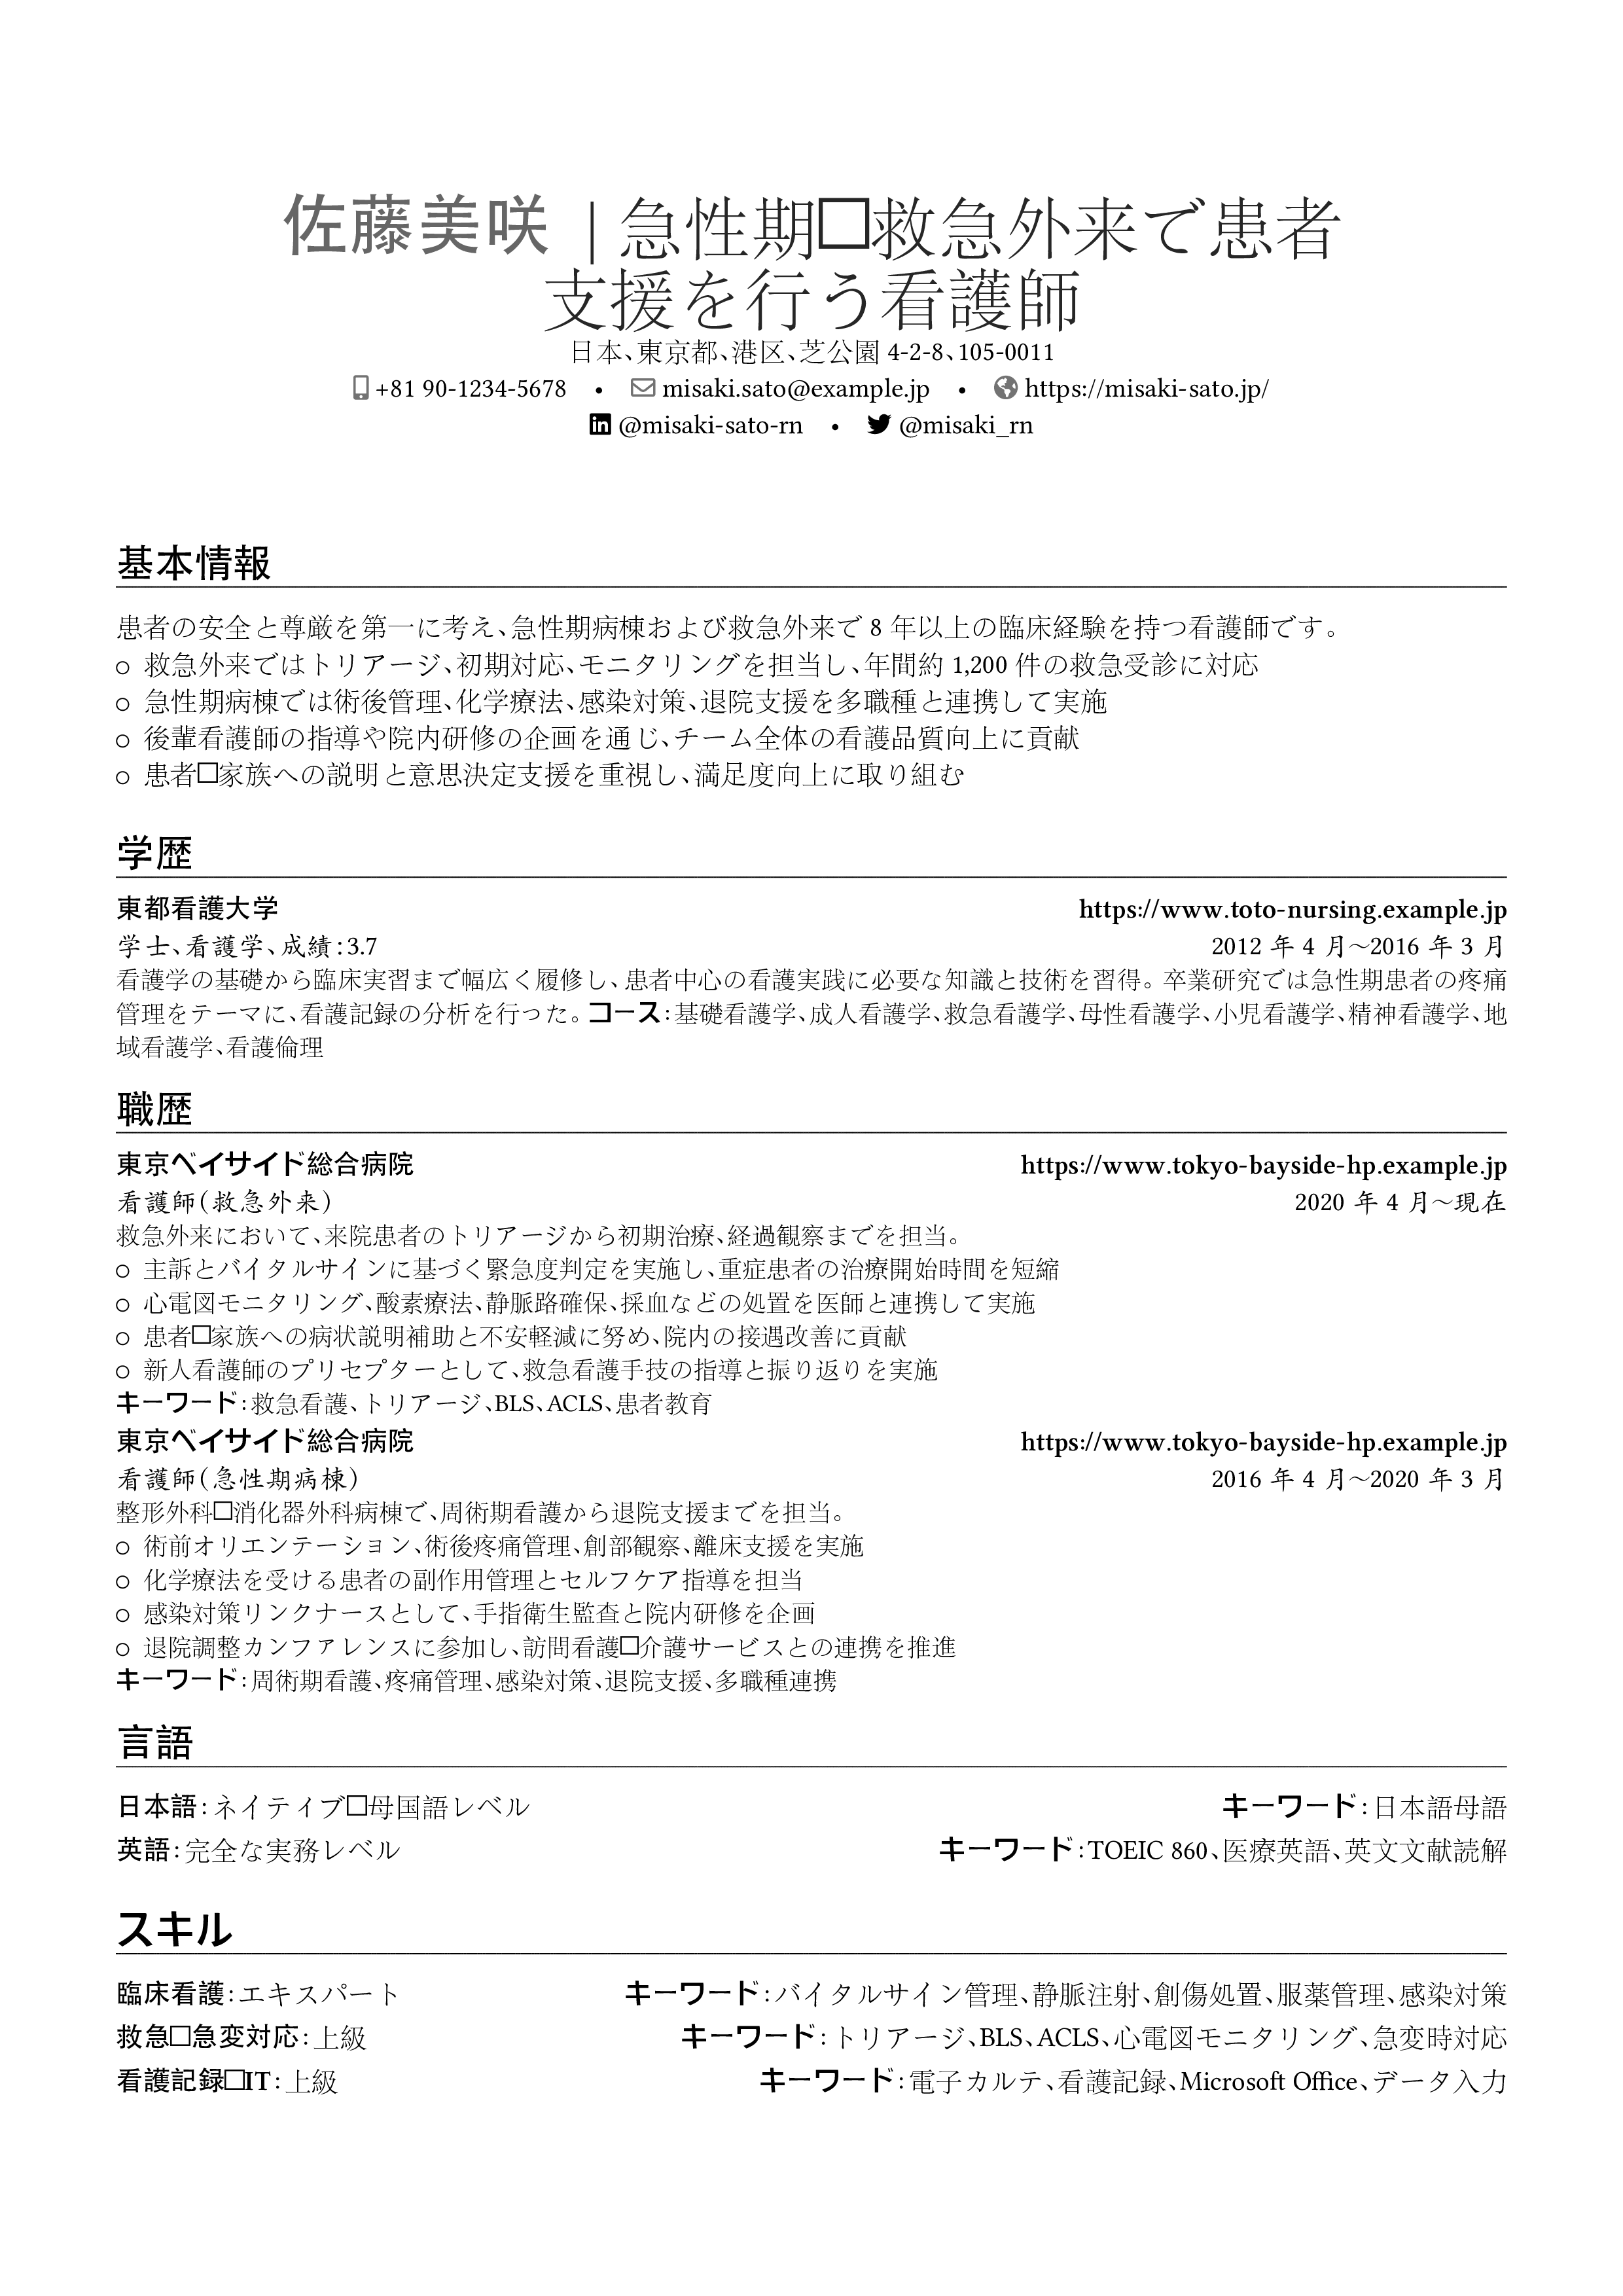 佐藤美咲 | 急性期□救急外来で患者
支援を行う看護師
日本、東京都、港区、芝公園 4-2-8、105-0011
+81 90-1234-5678 • misaki.sato@example.jp • https://misaki-sato.jp/
@misaki-sato-rn • @misaki_rn
基本情報
患者の安全と尊厳を第一に考え、急性期病棟および救急外来で 8 年以上の臨床経験を持つ看護師です。
○ 救急外来ではトリアージ、初期対応、モニタリングを担当し、年間約 1,200 件の救急受診に対応
○ 急性期病棟では術後管理、化学療法、感染対策、退院支援を多職種と連携して実施
○ 後輩看護師の指導や院内研修の企画を通じ、チーム全体の看護品質向上に貢献
○ 患者□家族への説明と意思決定支援を重視し、満足度向上に取り組む
学歴
東都看護大学 https://www.toto-nursing.example.jp
学士、看護学、成績：3.7 2012 年 4 月～2016 年 3 月
看護学の基礎から臨床実習まで幅広く履修し、患者中心の看護実践に必要な知識と技術を習得。卒業研究では急性期患者の疼痛
管理をテーマに、看護記録の分析を行った。コース：基礎看護学、成人看護学、救急看護学、母性看護学、小児看護学、精神看護学、地
域看護学、看護倫理
職歴
東京ベイサイド総合病院 https://www.tokyo-bayside-hp.example.jp
看護師（救急外来） 2020 年 4 月～現在
救急外来において、来院患者のトリアージから初期治療、経過観察までを担当。
○ 主訴とバイタルサインに基づく緊急度判定を実施し、重症患者の治療開始時間を短縮
○ 心電図モニタリング、酸素療法、静脈路確保、採血などの処置を医師と連携して実施
○ 患者□家族への病状説明補助と不安軽減に努め、院内の接遇改善に貢献
○ 新人看護師のプリセプターとして、救急看護手技の指導と振り返りを実施
キーワード：救急看護、トリアージ、BLS、ACLS、患者教育
東京ベイサイド総合病院 https://www.tokyo-bayside-hp.example.jp
看護師（急性期病棟） 2016 年 4 月～2020 年 3 月
整形外科□消化器外科病棟で、周術期看護から退院支援までを担当。
○ 術前オリエンテーション、術後疼痛管理、創部観察、離床支援を実施
○ 化学療法を受ける患者の副作用管理とセルフケア指導を担当
○ 感染対策リンクナースとして、手指衛生監査と院内研修を企画
○ 退院調整カンファレンスに参加し、訪問看護□介護サービスとの連携を推進
キーワード：周術期看護、疼痛管理、感染対策、退院支援、多職種連携
言語
日本語：ネイティブ□母国語レベル キーワード：日本語母語
英語：完全な実務レベル キーワード：TOEIC 860、医療英語、英文文献読解
スキル
臨床看護：エキスパート キーワード：バイタルサイン管理、静脈注射、創傷処置、服薬管理、感染対策
救急□急変対応：上級 キーワード：トリアージ、BLS、ACLS、心電図モニタリング、急変時対応
看護記録□IT：上級 キーワード：電子カルテ、看護記録、Microsoft Office、データ入力